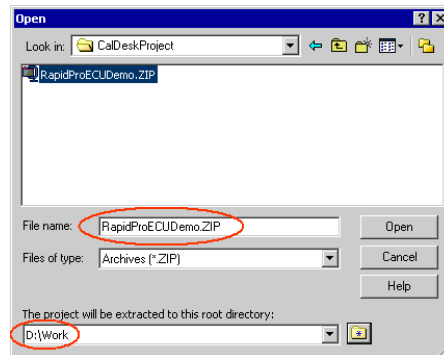 Open
Look in: CalDeskProject
RapidProECUDemo.ZIP
File name: RapidProECUDemo.ZIP Open
Files of type: Archives (*.ZIP) Cancel
Help
The project will be extracted to this root directory:
D:\Work